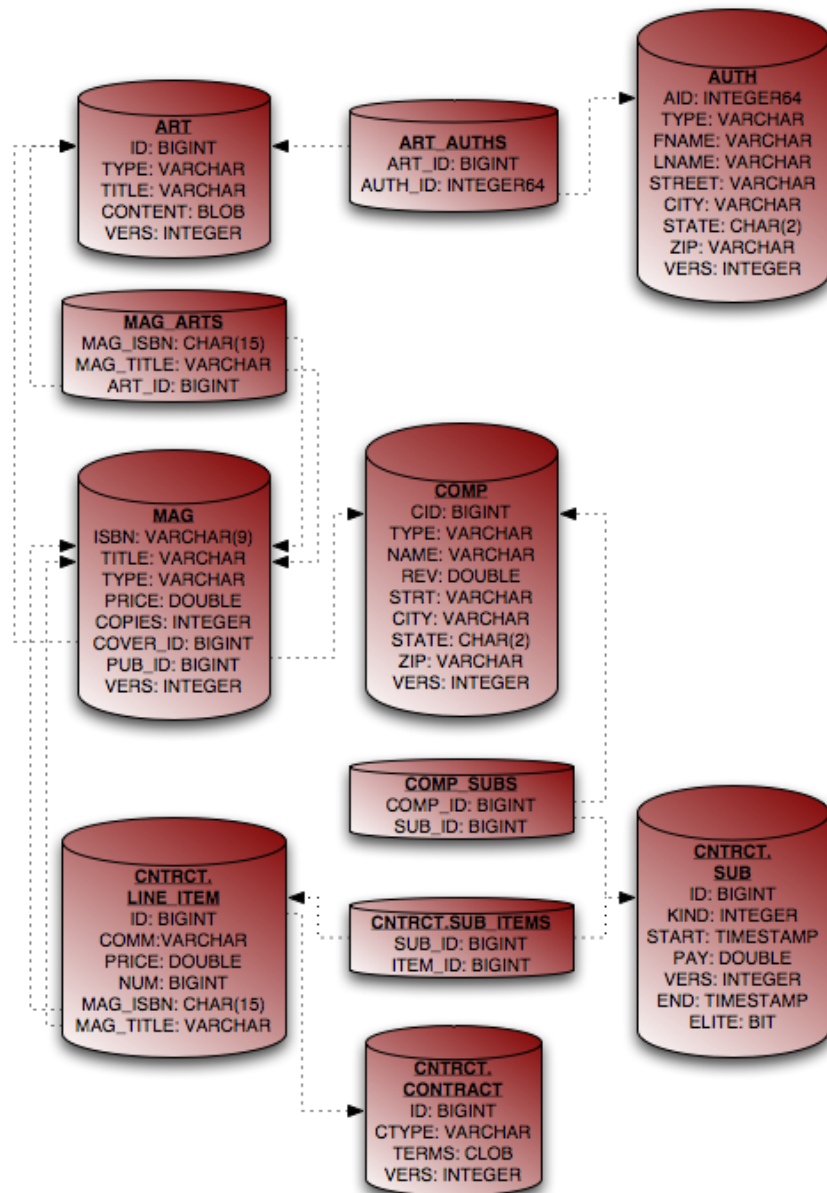 ART
ID: BIGINT
TYPE: VARCHAR
TITLE: VARCHAR
CONTENT: BLOB
VERS: INTEGER
ART_AUTHS
ART_ID: BIGINT
AUTH_ID: INTEGER64
AUTH
AID: INTEGER64
TYPE: VARCHAR
FNAME: VARCHAR
LNAME: VARCHAR
STREET: VARCHAR
CITY: VARCHAR
STATE: CHAR(2)
ZIP: VARCHAR
VERS: INTEGER
MAG_ARTS
MAG_ISBN: CHAR(15)
MAG_TITLE: VARCHAR
ART_ID: BIGINT
MAG
ISBN: VARCHAR(9)
TITLE: VARCHAR
TYPE: VARCHAR
PRICE: DOUBLE
COPIES: INTEGER
COVER_ID: BIGINT
PUB_ID: BIGINT
VERS: INTEGER
COMP
CID: BIGINT
TYPE: VARCHAR
NAME: VARCHAR
REV: DOUBLE
STRT: VARCHAR
CITY: VARCHAR
STATE: CHAR(2)
ZIP: VARCHAR
VERS: INTEGER
COMP_SUBS
COMP_ID: BIGINT
SUB_ID: BIGINT
CNTRCT.
LINE_ITEM
ID: BIGINT
COMM:VARCHAR
PRICE: DOUBLE
NUM: BIGINT
MAG_ISBN: CHAR(15)
MAG_TITLE: VARCHAR
CNTRCT.SUB_ITEMS
SUB_ID: BIGINT
ITEM_ID: BIGINT
CNTRCT.
SUB
ID: BIGINT
KIND: INTEGER
START: TIMESTAMP
PAY: DOUBLE
VERS: INTEGER
END: TIMESTAMP
ELITE: BIT
CNTRCT.
CONTRACT
ID: BIGINT
CTYPE: VARCHAR
TERMS: CLOB
VERS: INTEGER